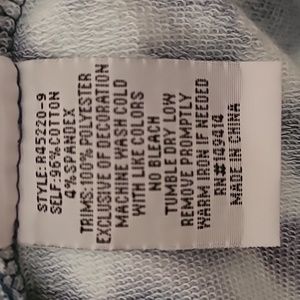 STYLE: R45220-9
SELF:96% COTTON
4% SPANDEX
TRIMS: 100% POLYESTER
EXCLUSIVE OF DECORATION
MACHINE WASH COLD
WITH LIKE COLORS
NO BLEACH
TUMBLE DRY LOW
REMOVE PROMPTLY
WARM IRON IF NEEDED
RN#149414
MADE IN CHINA